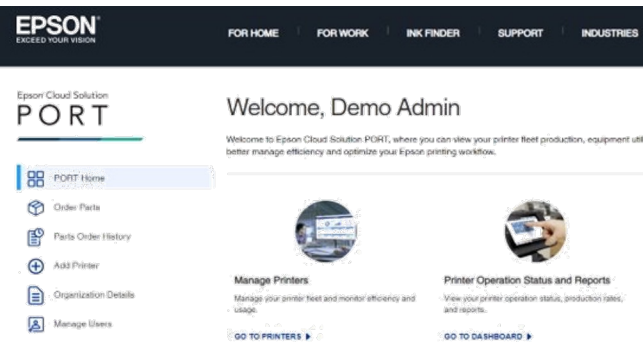 EPSON
EXCEED YOUR VISION
FOR HOME
FOR WORK
INK FINDER
SUPPORT
INDUSTRIES
Epson Cloud Solution
PORT
Welcome, Demo Admin
Welcome to Epson Cloud Solution PORT, where you can view your printer fleet production, equipment util
better manage efficiency and optimize your Epson printing workflow.
PORT Home
Order Parts
Parts Order History
Add Printer
Organization Details
Manage Users
Manage Printers
Manage your printer fleet and monitor efficiency and
usage.
GO TO PRINTERS
Printer Operation Status and Reports
View your printer operation status, production rates,
and reports.
GO TO DASHBOARD